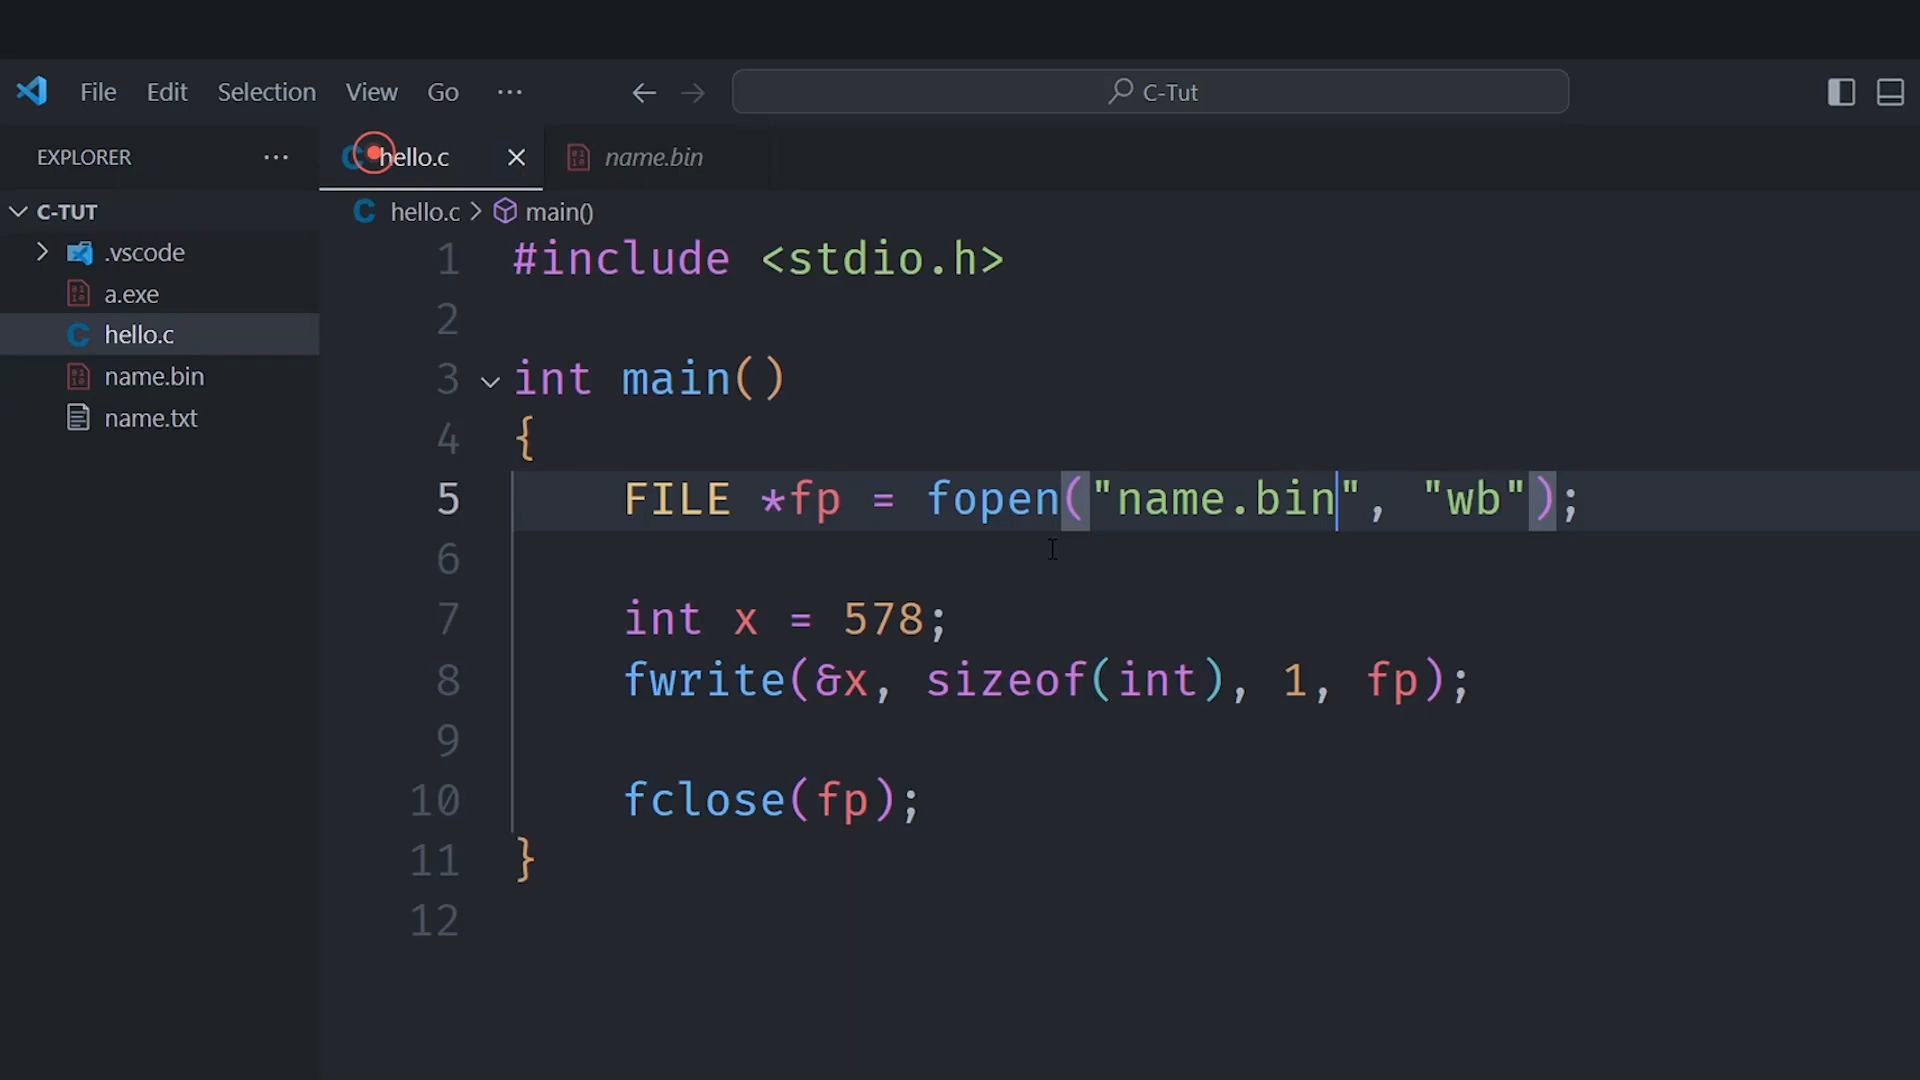 File Edit Selection View Go ··· C-Tut
EXPLORER ··· hello.c name.bin
C-TUT
.vscode
a.exe
hello.c
name.bin
name.txt
hello.c > main()
1 #include <stdio.h>
2
3 int main()
4 {
5 FILE *fp = fopen("name.bin", "wb");
6
7 int x = 578;
8 fwrite(&x, sizeof(int), 1, fp);
9
10 fclose(fp);
11 }
12